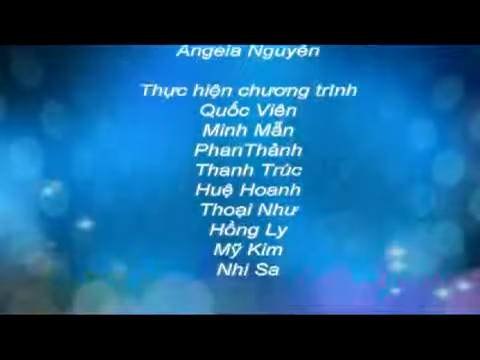 Angela Nguyễn
Thực hiện chương trình
Quốc Viên
Minh Mẫn
PhanThành
Thanh Trúc
Huệ Hoanh
Thoại Như
Hồng Ly
Mỹ Kim
Nhi Sa